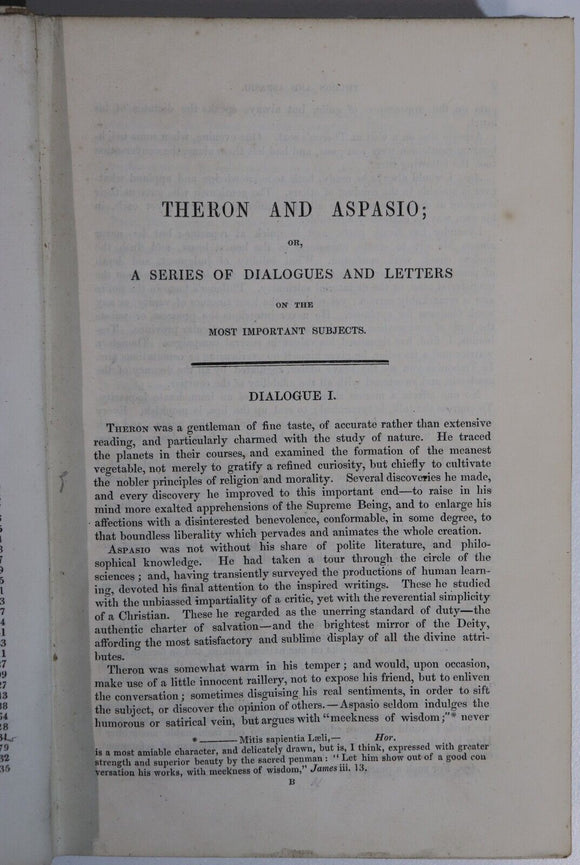 THERON AND ASPASIO;
OR,
A SERIES OF DIALOGUES AND LETTERS
ON THE
MOST IMPORTANT SUBJECTS.
DIALOGUE I.
THERON was a gentleman of fine taste, of accurate rather than extensive
reading, and particularly charmed with the study of nature. He traced
the planets in their courses, and examined the formation of the meanest
vegetable, not merely to gratify a refined curiosity, but chiefly to cultivate
the nobler principles of religion and morality. Several discoveries he made,
and every discovery he improved to this important end—to raise in his
mind more exalted apprehensions of the Supreme Being, and to enlarge his
affections with a disinterested benevolence, conformable, in some degree, to
that boundless liberality which pervades and animates the whole creation.
ASPASIO was not without his share of polite literature, and philo-
sophical knowledge. He had taken a tour through the circle of the
sciences; and, having transiently surveyed the productions of human learn-
ing, devoted his final attention to the inspired writings. These he studied
with the unbiassed impartiality of a critic, yet with the reverential simplicity
of a Christian. These he regarded as the unerring standard of duty—the
authentic charter of salvation—and the brightest mirror of the Deity,
affording the most satisfactory and sublime display of all the divine attri-
butes.
Theron was somewhat warm in his temper; and would, upon occasion,
make use of a little innocent raillery, not to expose his friend, but to enliven
the conversation; sometimes disguising his real sentiments, in order to sift
the subject, or discover the opinion of others.—Aspasio seldom indulges the
humorous or satirical vein, but argues with "meekness of wisdom;"* never
* ——— Mitis sapientia Læli,— Hor.
is a most amiable character, and delicately drawn, but is, I think, expressed with greater
strength and superior beauty by the sacred penman: "Let him show out of a good con
versation his works, with meekness of wisdom," James iii. 13.
B